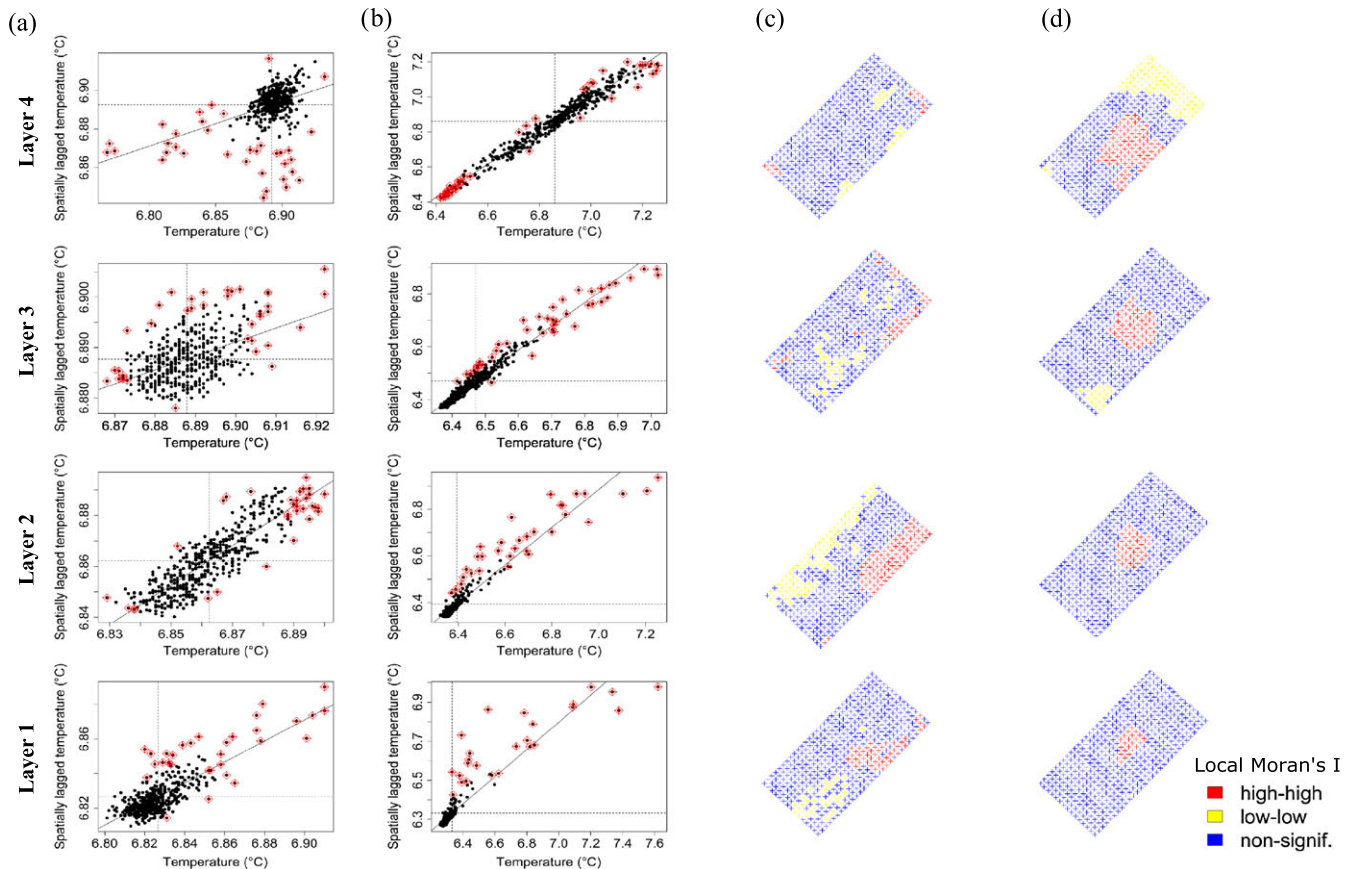 (a)
(b)
(c)
(d)
Layer 4
Spatially lagged temperature (°C)
6.90
6.88
6.86
6.80
6.85
6.90
Temperature (°C)
Spatially lagged temperature (°C)
7.2
7.0
6.8
6.6
6.4
6.4
6.6
6.8
7.0
7.2
Temperature (°C)
Layer 3
Spatially lagged temperature (°C)
6.900
6.890
6.880
6.87
6.88
6.89
6.90
6.91
6.92
Temperature (°C)
Spatially lagged temperature (°C)
6.8
6.6
6.4
6.4
6.5
6.6
6.7
6.8
6.9
7.0
Temperature (°C)
Layer 2
Spatially lagged temperature (°C)
6.88
6.86
6.84
6.83
6.85
6.87
6.89
Temperature (°C)
Spatially lagged temperature (°C)
6.8
6.6
6.4
6.4
6.6
6.8
7.0
7.2
Temperature (°C)
Layer 1
Spatially lagged temperature (°C)
6.86
6.82
6.80
6.82
6.84
6.86
6.88
6.90
Temperature (°C)
Spatially lagged temperature (°C)
6.9
6.7
6.5
6.3
6.4
6.6
6.8
7.0
7.2
7.4
7.6
Temperature (°C)
Local Moran's I
high-high
low-low
non-signif.